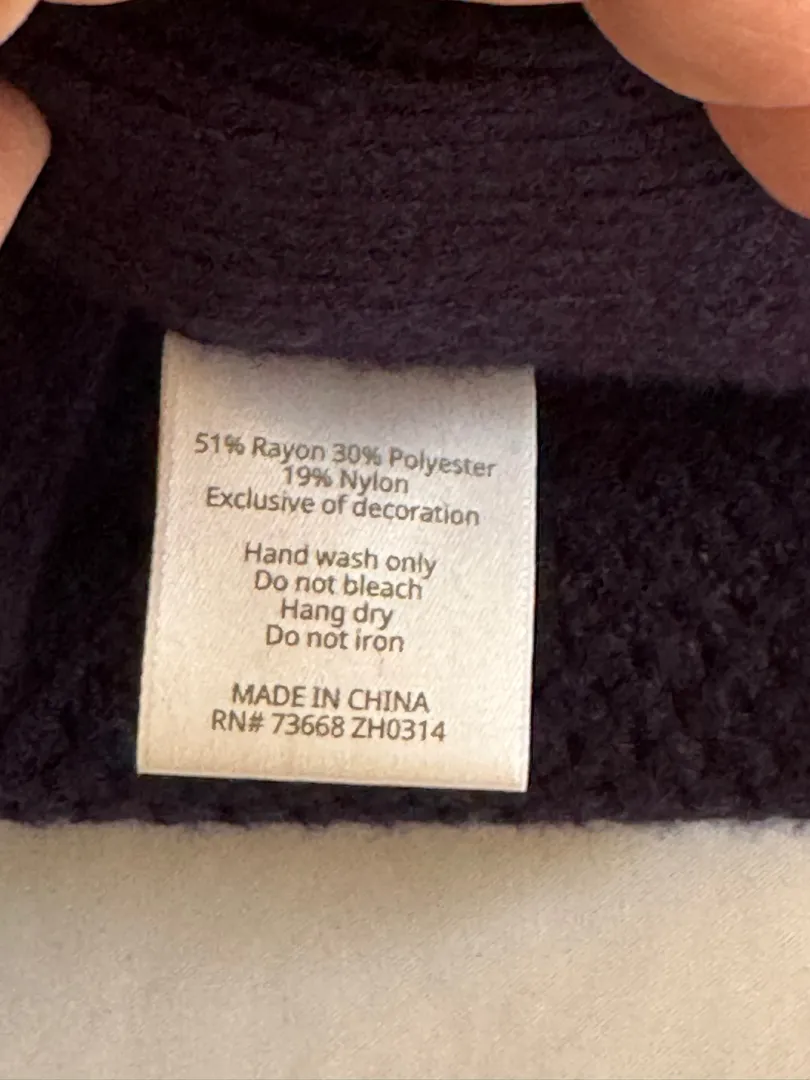 51% Rayon 30% Polyester
19% Nylon
Exclusive of decoration
Hand wash only
Do not bleach
Hang dry
Do not iron
MADE IN CHINA
RN# 73668 ZH0314